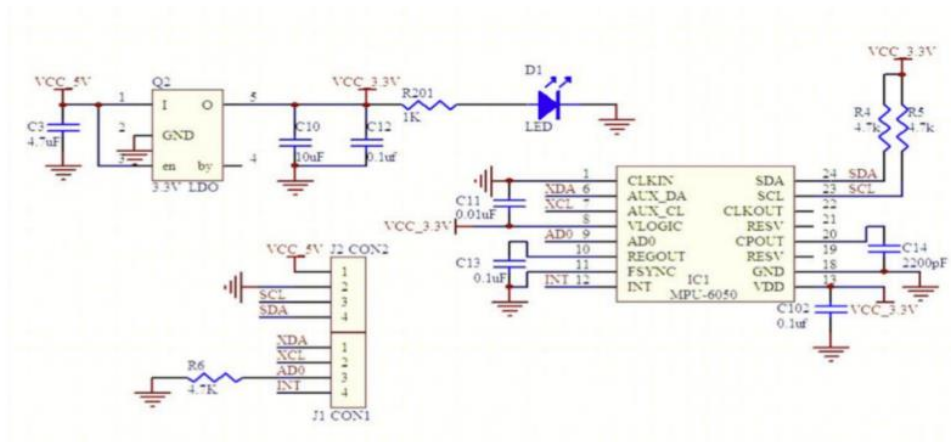 VCC_5V
Q2
1 I O 5
2 GND
3 en by 4
3.3V LDO
C3
4.7uF
C10
10uF
C12
0.1uf
VCC_3.3V
R201
1K
D1
LED
VCC_3.3V
R4
4.7k
R5
4.7k
1 CLKIN
XDA 6 AUX_DA
XCL 7 AUX_CL
8 VLOGIC
AD0 9 AD0
10 REGOUT
11 FSYNC
INT 12 INT
SDA 24 SDA
SCL 23 SCL
CLKOUT 22
RESV 21
CPOUT 20
RESV 19
GND 18
VDD 13
IC1
MPU-6050
C11
0.01uF
VCC_3.3V
C13
0.1uF
C14
2200pF
C102
0.1uf
VCC_3.3V
VCC_5V
J2 CON2
1
2
SCL 3
SDA 4
XDA 1
XCL 2
AD0 3
INT 4
J1 CON1
R6
4.7K